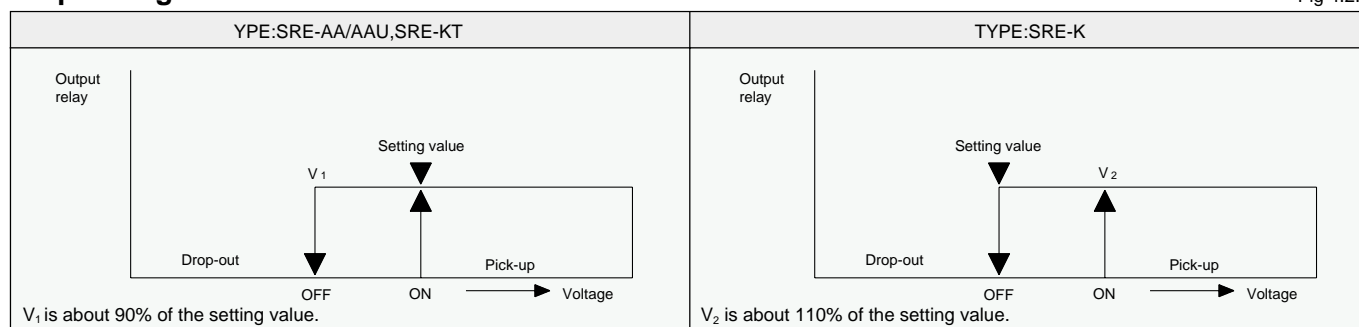 YPE:SRE-AA/AAU,SRE-KT
TYPE:SRE-K
Output
relay
Setting value
V1
Drop-out
Pick-up
OFF
ON
Voltage
V1 is about 90% of the setting value.
Output
relay
Setting value
V2
Drop-out
Pick-up
OFF
ON
Voltage
V2 is about 110% of the setting value.